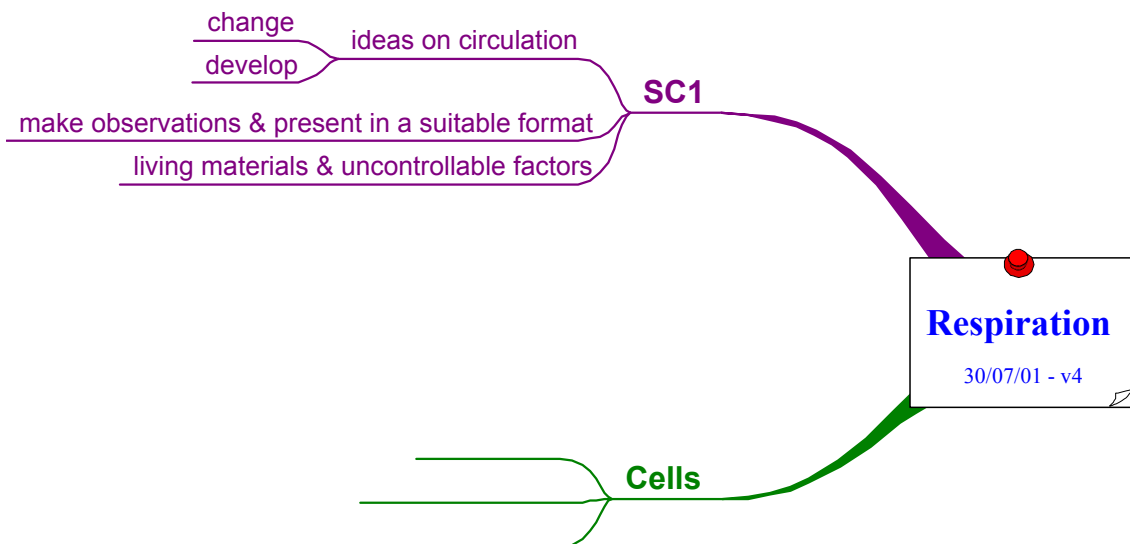 change
develop
ideas on circulation
make observations & present in a suitable format
living materials & uncontrollable factors
SC1
Respiration
30/07/01 - v4
Cells